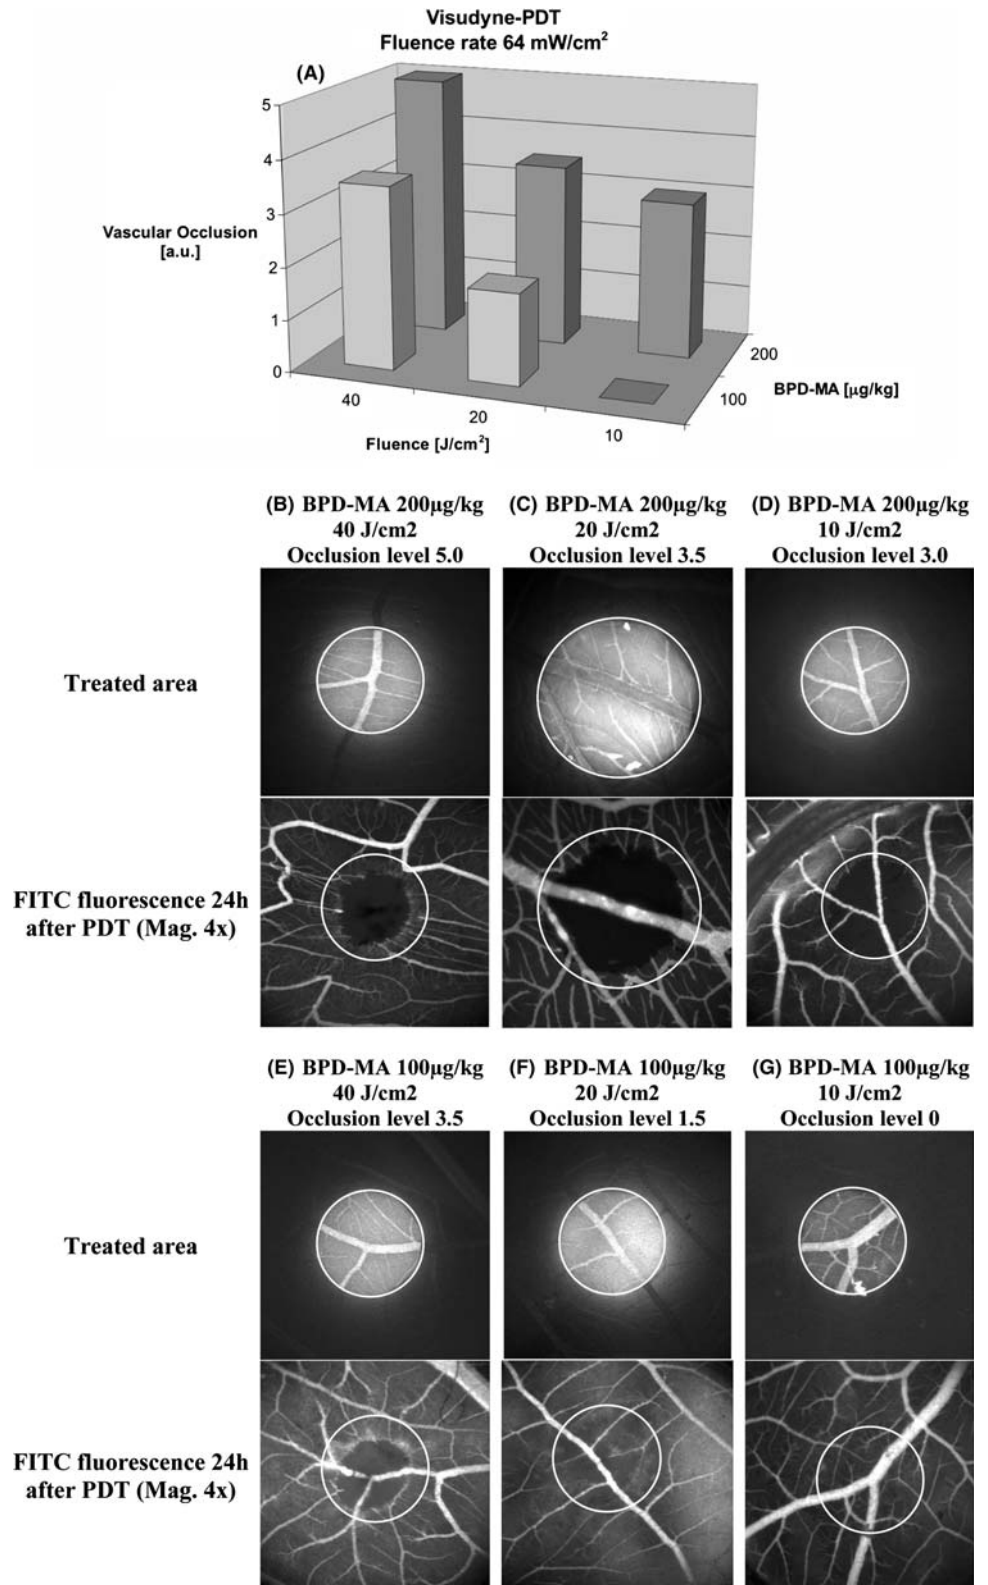 Visudyne-PDT
Fluence rate 64 mW/cm²
(A)
5
4
3
2
1
0
Vascular Occlusion
[a.u.]
40
20
10
Fluence [J/cm²]
200
100
BPD-MA [µg/kg]
(B) BPD-MA 200µg/kg
40 J/cm2
Occlusion level 5.0
(C) BPD-MA 200µg/kg
20 J/cm2
Occlusion level 3.5
(D) BPD-MA 200µg/kg
10 J/cm2
Occlusion level 3.0
Treated area
FITC fluorescence 24h
after PDT (Mag. 4x)
(E) BPD-MA 100µg/kg
40 J/cm2
Occlusion level 3.5
(F) BPD-MA 100µg/kg
20 J/cm2
Occlusion level 1.5
(G) BPD-MA 100µg/kg
10 J/cm2
Occlusion level 0
Treated area
FITC fluorescence 24h
after PDT (Mag. 4x)